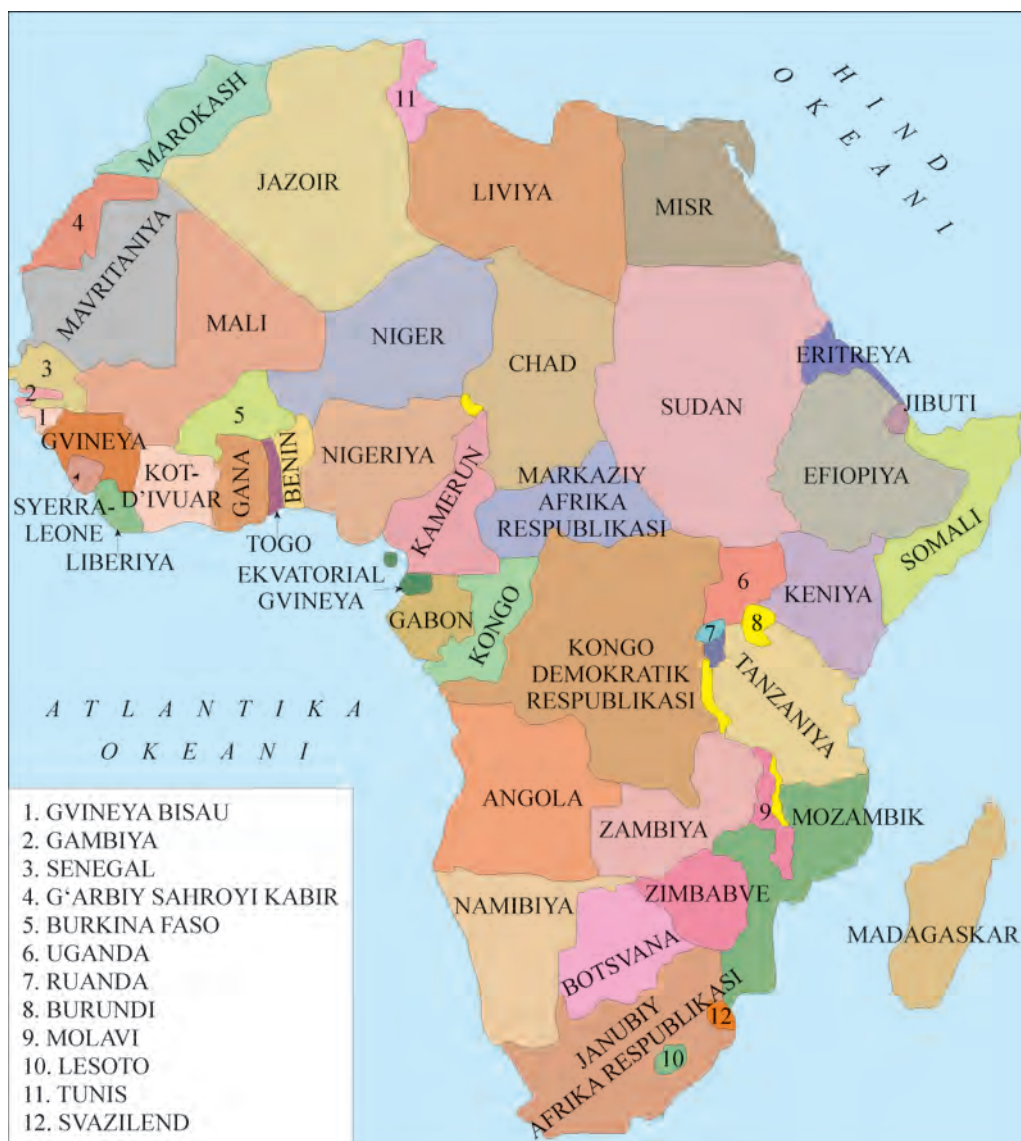 HIND
OKEANI
MAROKASH
11
JAZOIR
LIVIYA
MISR
4
MAVRITANIYA
MALI
NIGER
CHAD
SUDAN
ERITREYA
JIBUTI
3
2
1
5
GVINEYA
KOT-
D’IVUAR
GANA
BENIN
NIGERIYA
KAMERUN
MARKAZIY
AFRIKA
RESPUBLIKASI
EFIOPIYA
SOMALI
SYERRA-
LEONE
LIBERIYA
TOGO
EKVATORIAL
GVINEYA
GABON
KONGO
KONGO
DEMOKRATIK
RESPUBLIKASI
6
KENIYA
7
8
TANZANIYA
ATLANTIKA
OKEANI
ANGOLA
ZAMBIYA
9
MOZAMBIK
NAMIBIYA
ZIMBABVE
BOTSVANA
MADAGASKAR
JANUBIY
AFRIKA RESPUBLIKASI
12
10
1. GVINEYA BISAU
2. GAMBIYA
3. SENEGAL
4. G‘ARBIY SAHROYI KABIR
5. BURKINA FASO
6. UGANDA
7. RUANDA
8. BURUNDI
9. MOLAVI
10. LESOTO
11. TUNIS
12. SVAZILEND